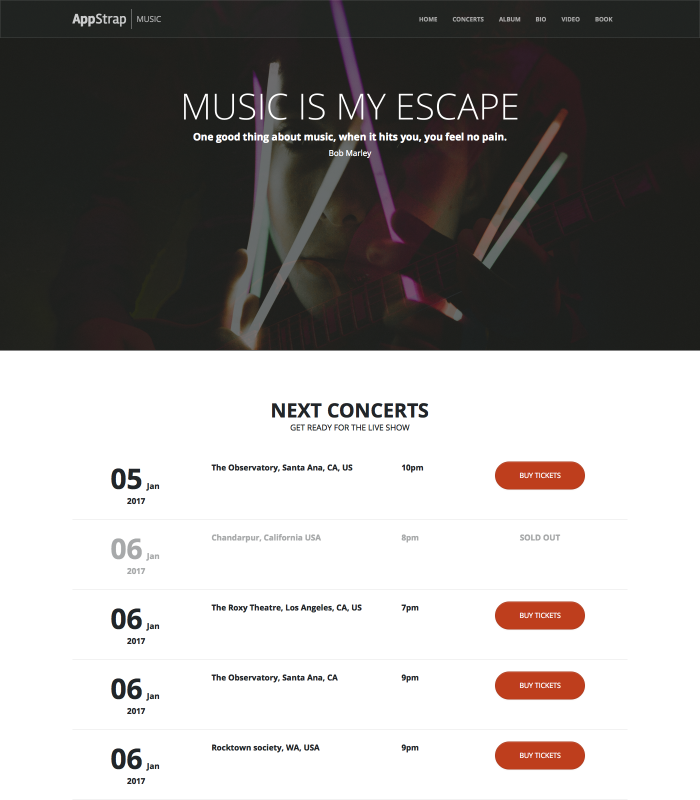 AppStrap MUSIC HOME CONCERTS ALBUM BIO VIDEO BOOK
MUSIC IS MY ESCAPE
One good thing about music, when it hits you, you feel no pain.
Bob Marley
NEXT CONCERTS
GET READY FOR THE LIVE SHOW
05 Jan The Observatory, Santa Ana, CA, US 10pm BUY TICKETS
2017
06 Jan Chandarpur, California USA 8pm SOLD OUT
2017
06 Jan The Roxy Theatre, Los Angeles, CA, US 7pm BUY TICKETS
2017
06 Jan The Observatory, Santa Ana, CA 9pm BUY TICKETS
2017
06 Jan Rocktown society, WA, USA 9pm BUY TICKETS
2017